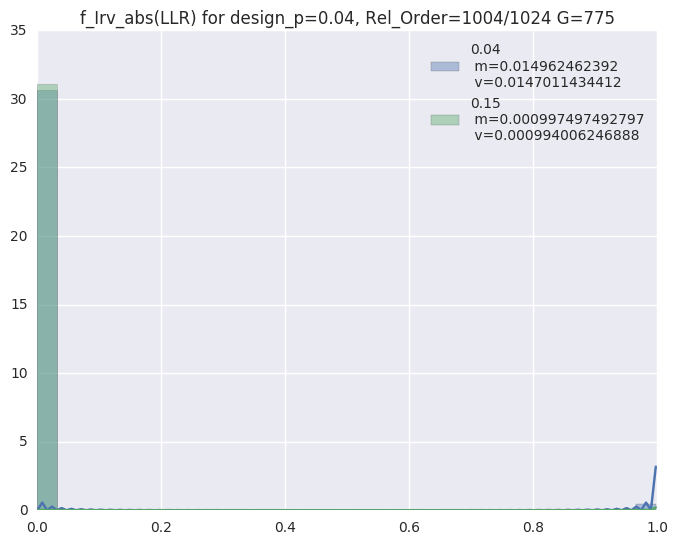 f_Irv_abs(LLR) for design_p=0.04, Rel_Order=1004/1024 G=775
35
30
25
20
15
10
5
0
0.04
m=0.014962462392
v=0.0147011434412
0.15
m=0.000997497492797
v=0.000994006246888
0.0 0.2 0.4 0.6 0.8 1.0